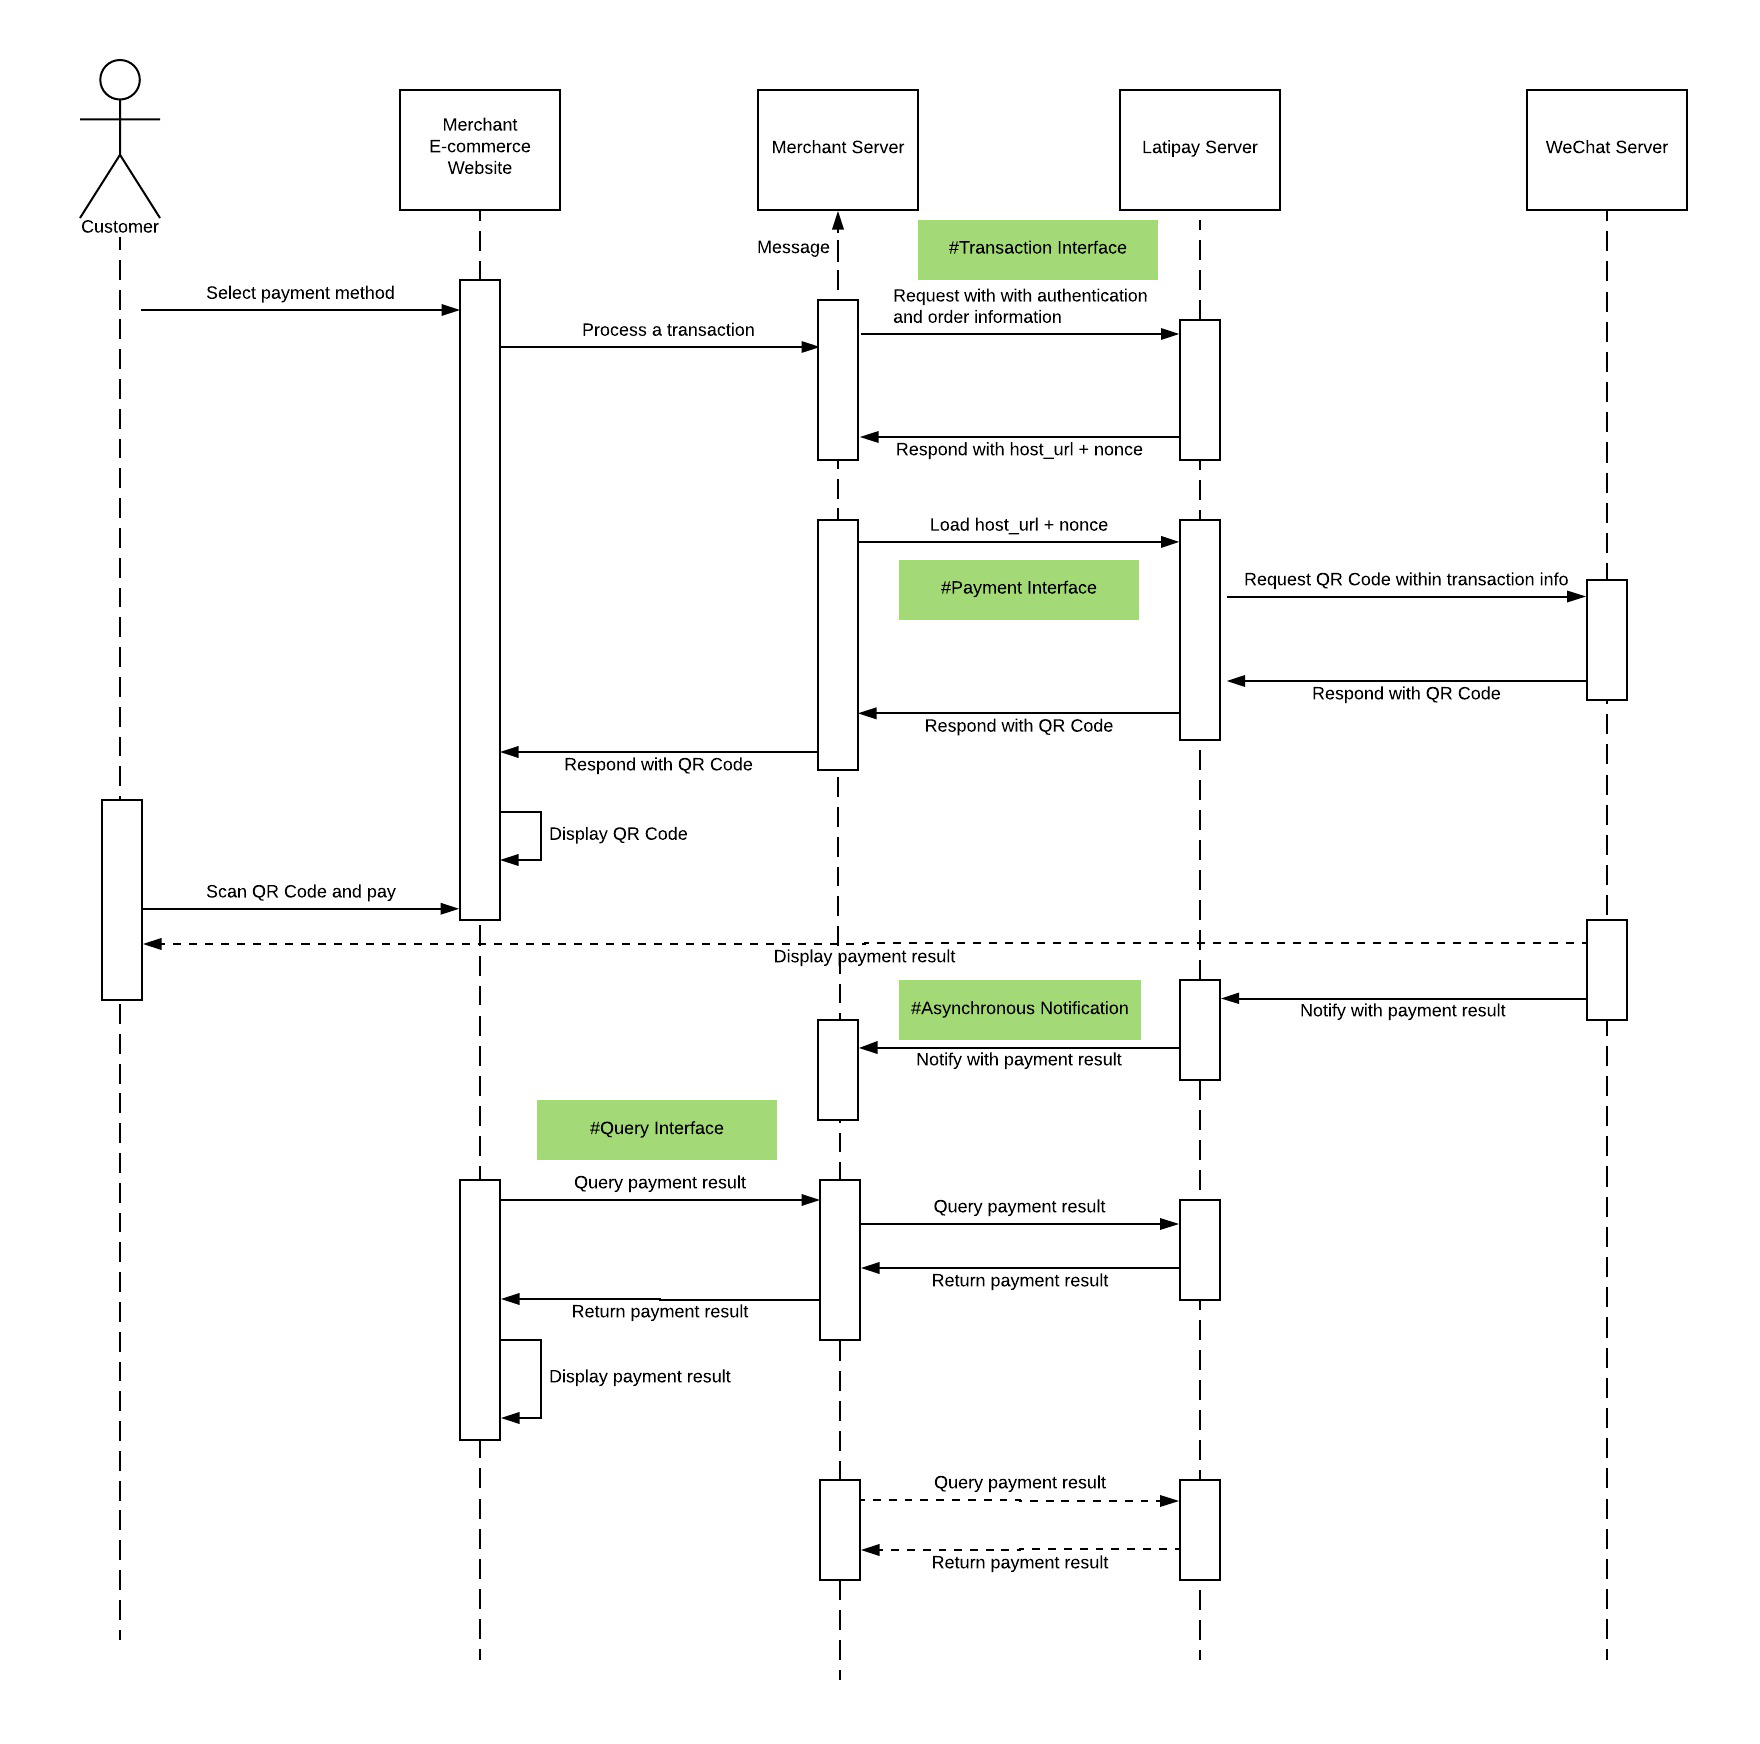 Merchant
E-commerce
Website
Merchant Server
Latipay Server
WeChat Server
Customer
Message
#Transaction Interface
Select payment method
Request with with authentication
and order information
Process a transaction
Respond with host_url + nonce
Load host_url + nonce
#Payment Interface
Request QR Code within transaction info
Respond with QR Code
Respond with QR Code
Respond with QR Code
Display QR Code
Scan QR Code and pay
Display payment result
#Asynchronous Notification
Notify with payment result
Notify with payment result
#Query Interface
Query payment result
Query payment result
Return payment result
Return payment result
Display payment result
Query payment result
Return payment result